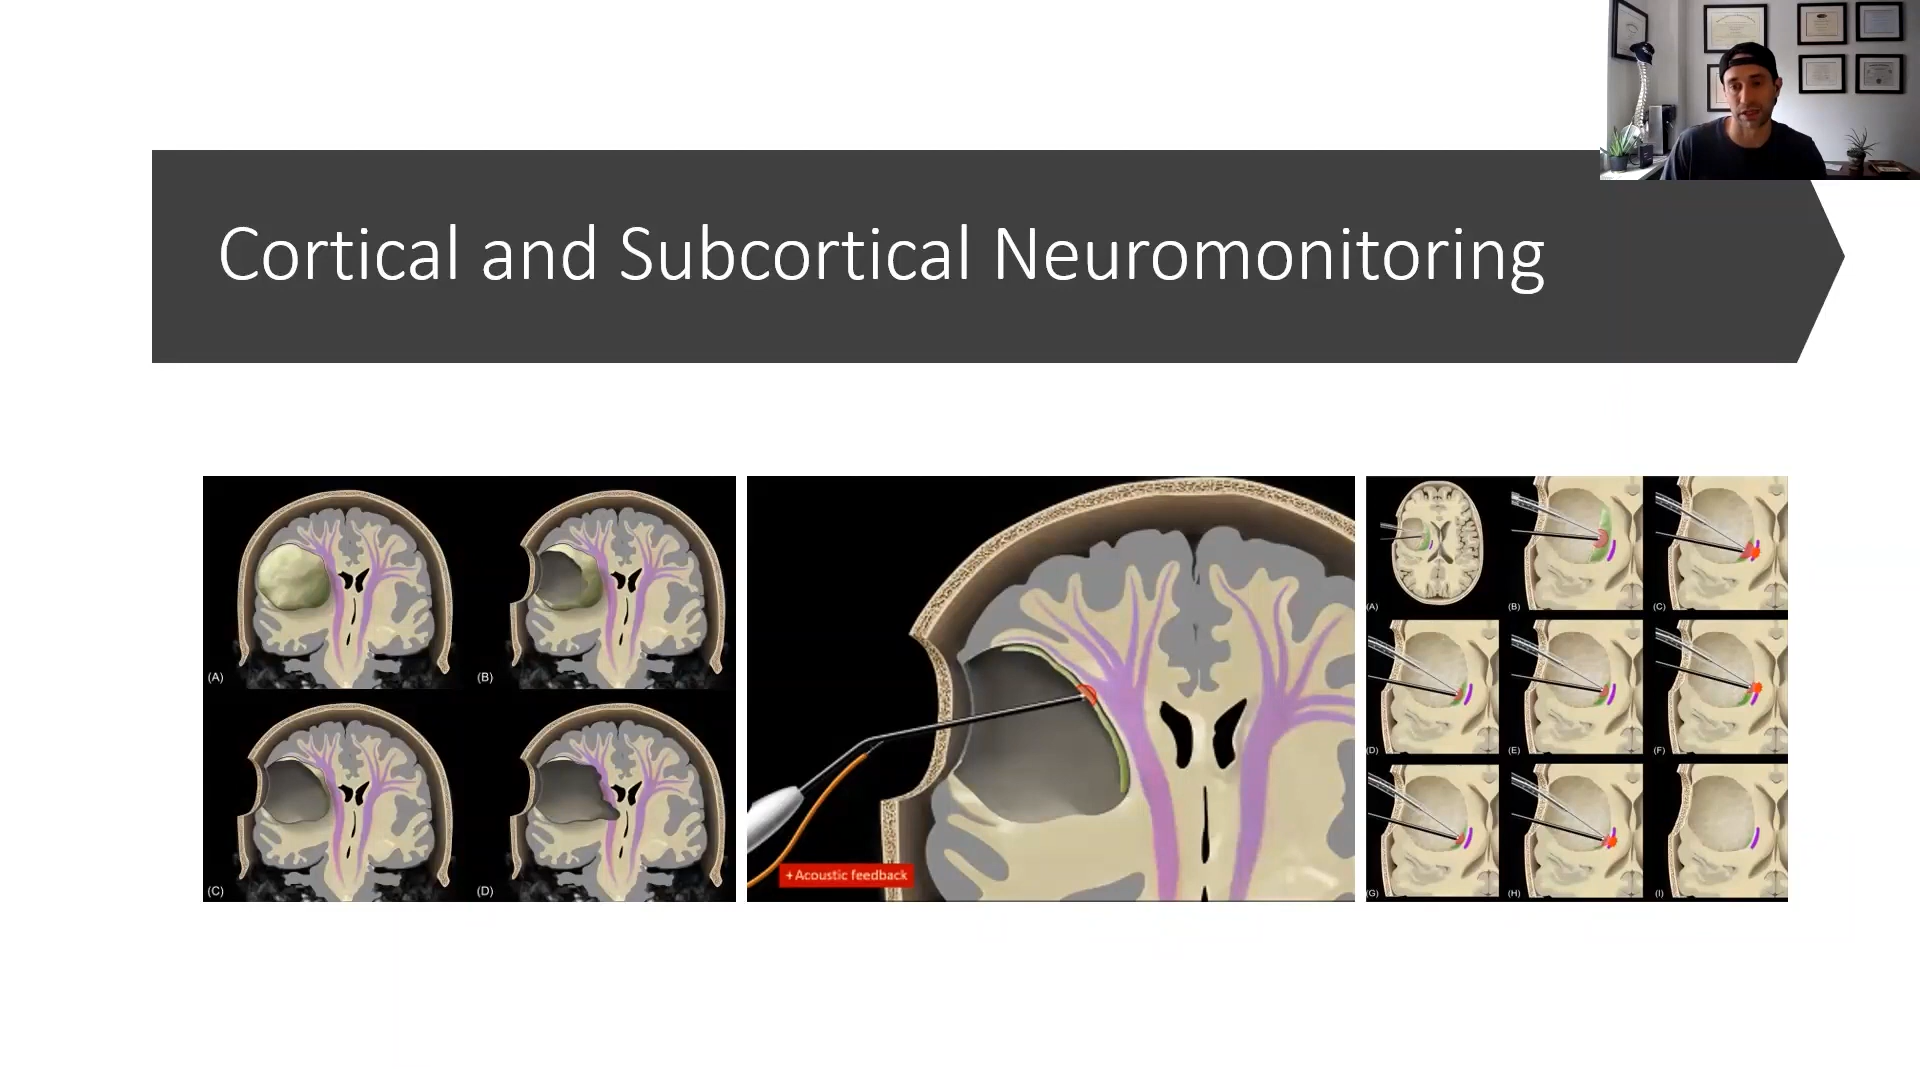 Cortical and Subcortical Neuromonitoring
(A)
(B)
(C)
(D)
+Acoustic feedback
(A)
(B)
(C)
(D)
(E)
(F)
(G)
(H)
(I)